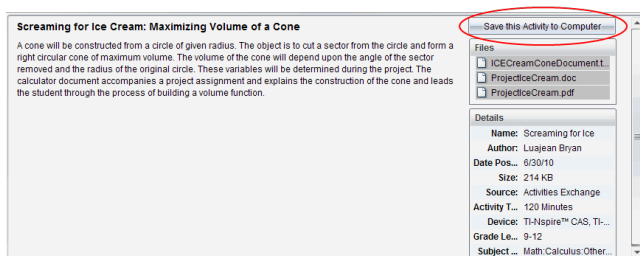 Screaming for Ice Cream: Maximizing Volume of a Cone
A cone will be constructed from a circle of given radius. The object is to cut a sector from the circle and form a
right circular cone of maximum volume. The volume of the cone will depend upon the angle of the sector
removed and the radius of the original circle. These variables will be determined during the project. The
calculator document accompanies a project assignment and explains the construction of the cone and leads
the student through the process of building a volume function.
Save this Activity to Computer
Files
ICECreamConeDocument.t...
ProjectIceCream.doc
ProjectIceCream.pdf
Details
Name: Screaming for Ice
Author: Luajean Bryan
Date Pos... 6/30/10
Size: 214 KB
Source: Activities Exchange
Activity T... 120 Minutes
Device: TI-Nspire™ CAS, TI-...
Grade Le... 9-12
Subject ... Math:Calculus:Other...